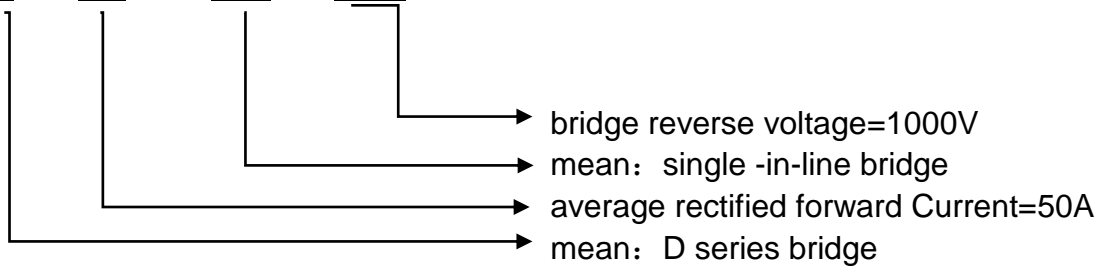 bridge reverse voltage=1000V
mean：single -in-line bridge
average rectified forward Current=50A
mean：D series bridge